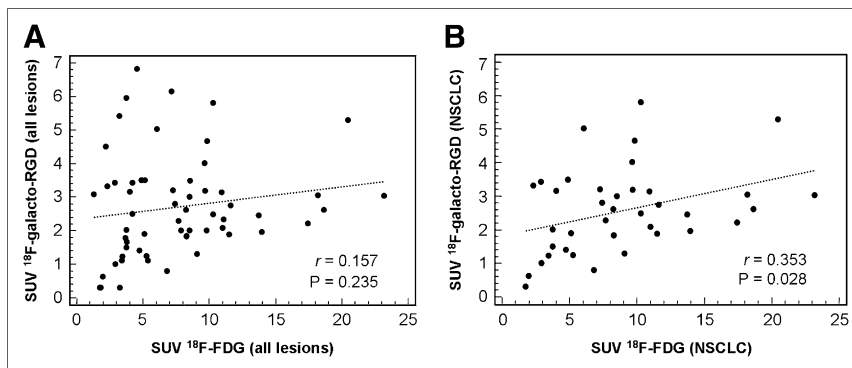 A
SUV ¹⁸F-galacto-RGD (all lesions)
7
6
5
4
3
2
1
0
r = 0.157
P = 0.235
0 5 10 15 20 25
SUV ¹⁸F-FDG (all lesions)
B
SUV ¹⁸F-galacto-RGD (NSCLC)
7
6
5
4
3
2
1
0
r = 0.353
P = 0.028
0 5 10 15 20 25
SUV ¹⁸F-FDG (NSCLC)